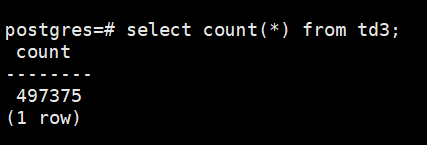 postgres=# select count(*) from td3;
count
--------
497375
(1 row)